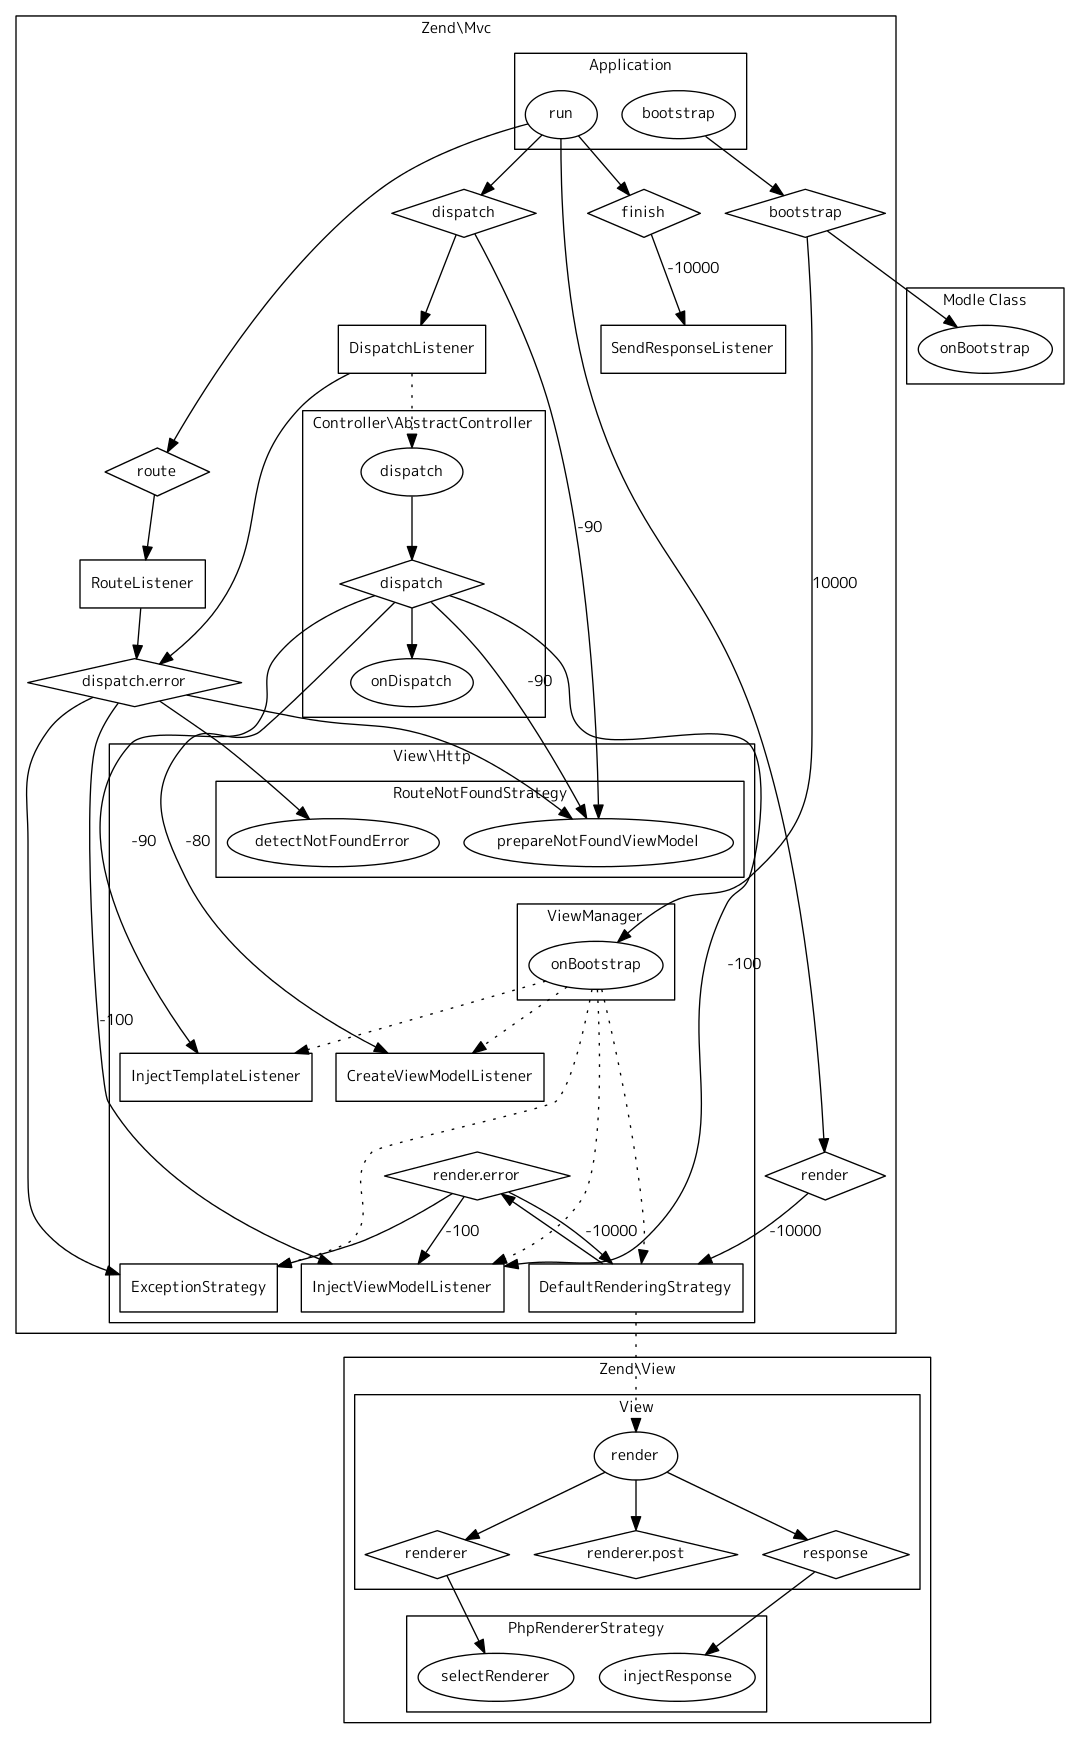 Zend\Mvc
Application
run
bootstrap
dispatch
finish
bootstrap
-10000
Modle Class
onBootstrap
DispatchListener
SendResponseListener
Controller\AbstractController
route
dispatch
-90
RouteListener
dispatch
10000
dispatch.error
onDispatch
-90
View\Http
RouteNotFoundStrategy
detectNotFoundError
prepareNotFoundViewModel
-90
-80
ViewManager
onBootstrap
-100
-100
InjectTemplateListener
CreateViewModelListener
render.error
render
-100
-10000
-10000
ExceptionStrategy
InjectViewModelListener
DefaultRenderingStrategy
Zend\View
View
render
renderer
renderer.post
response
PhpRendererStrategy
selectRenderer
injectResponse